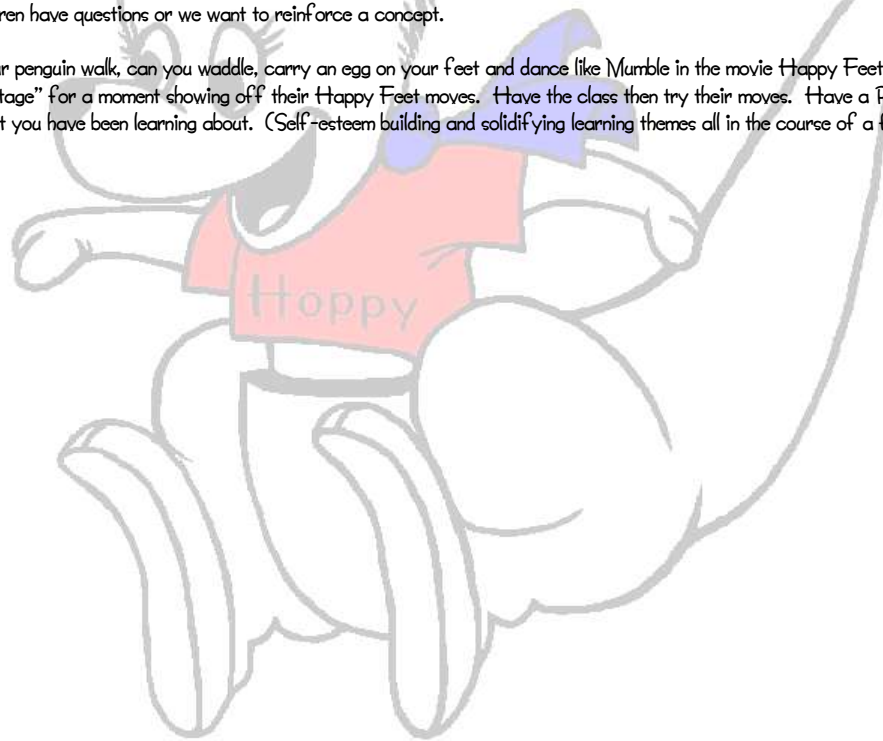 ren have questions or we want to reinforce a concept.
r penguin walk, can you waddle, carry an egg on your feet and dance like Mumble in the movie Happy Feet
tage" for a moment showing off their Happy Feet moves. Have the class then try their moves. Have a P
t you have been learning about. (Self-esteem building and solidifying learning themes all in the course of a f
Hoppy